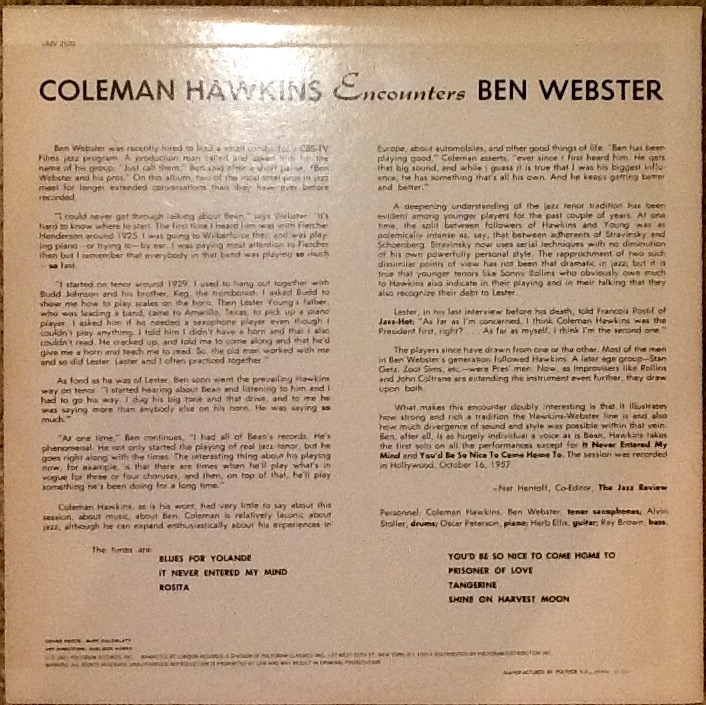 UMV 2532
COLEMAN HAWKINS Encounters BEN WEBSTER
Ben Webster was recently hired to lead a small combo for a CBS-TV
Films jazz program. A production man called and asked him for the
name of his group. "Just call them," Ben said after a short pause, "Ben
Webster and his pros." On this album, two of the most total pros in jazz
meet for longer extended conversations than they have ever before
recorded.
"I could never get through talking about Bean," says Webster. "It's
hard to know where to start. The first time I heard him was with Fletcher
Henderson around 1925. I was going to Wilberforce then and was play-
ing piano—or trying to—by ear. I was paying most attention to Fletcher
then but I remember that everybody in that band was playing so much
—so fast.
"I started on tenor around 1929. I used to hang out together with
Budd Johnson and his brother, Keg, the trombonist. I asked Budd to
show me how to play scales on the horn. Then Lester Young's father,
who was leading a band, came to Amarillo, Texas, to pick up a piano
player. I asked him if he needed a saxophone player even though I
couldn't play anything. I told him I didn't have a horn and that I also
couldn't read. He cracked up, and told me to come along and that he'd
give me a horn and teach me to read. So, the old man worked with me
and so did Lester. Lester and I often practiced together."
As fond as he was of Lester, Ben soon went the prevailing Hawkins
way on tenor. "I started hearing about Bean and listening to him and I
had to go his way. I dug his big tone and that drive, and to me he
was saying more than anybody else on his horn. He was saying so
much."
"At one time," Ben continues, "I had all of Bean's records. He's
phenomenal. He not only started the playing of real jazz tenor, but he
goes right along with the times. The interesting thing about his playing
now, for example, is that there are times when he'll play what's in
vogue for three or four choruses, and then, on top of that, he'll play
something he's been doing for a long time."
Coleman Hawkins, as is his wont, had very little to say about this
session, about music, about Ben. Coleman is relatively laconic about
jazz, although he can expand enthusiastically about his experiences in
Europe, about automobiles, and other good things of life. "Ben has been
playing good," Coleman asserts, "ever since I first heard him. He gets
that big sound, and while I guess it is true that I was his biggest influ-
ence, he has something that's all his own. And he keeps getting better
and better."
A deepening understanding of the jazz tenor tradition has been
evident among younger players for the past couple of years. At one
time, the split between followers of Hawkins and Young was as
polemically intense as, say, that between adherents of Stravinsky and
Schoenberg. Stravinsky now uses serial techniques with no diminution
of his own powerfully personal style. The rapprochement of two such
dissimilar points of view has not been that dramatic in jazz; but it is
true that younger tenors like Sonny Rollins who obviously owe much
to Hawkins also indicate in their playing and in their talking that they
also recognize their debt to Lester.
Lester, in his last interview before his death, told Francois Postif of
Jazz-Hot: "As far as I'm concerned, I think Coleman Hawkins was the
President first, right? . . . As far as myself, I think I'm the second one."
The players since have drawn from one or the other. Most of the men
in Ben Webster's generation followed Hawkins. A later age group—Stan
Getz, Zoot Sims, etc.—were Pres' men. Now, as improvisers like Rollins
and John Coltrane are extending the instrument even further, they draw
upon both.
What makes this encounter doubly interesting is that it illustrates
how strong and rich a tradition the Hawkins-Webster line is and also
how much divergence of sound and style was possible within that vein.
Ben, after all, is as hugely individual a voice as is Bean. Hawkins takes
the first solo on all the performances except for It Never Entered My
Mind and You'd Be So Nice To Come Home To. The session was recorded
in Hollywood, October 16, 1957.
—Nat Hentoff, Co-Editor, The Jazz Review
Personnel: Coleman Hawkins, Ben Webster, tenor saxophones; Alvin
Stoller, drums; Oscar Peterson, piano; Herb Ellis, guitar; Ray Brown, bass.
The tunes are:
BLUES FOR YOLANDE
IT NEVER ENTERED MY MIND
ROSITA
YOU'D BE SO NICE TO COME HOME TO
PRISONER OF LOVE
TANGERINE
SHINE ON HARVEST MOON
COVER PHOTO: BURT GOLDBLATT
ART DIRECTION: SHELDON MARKS
MANUFACTURED BY POLYDOR K.K., JAPAN